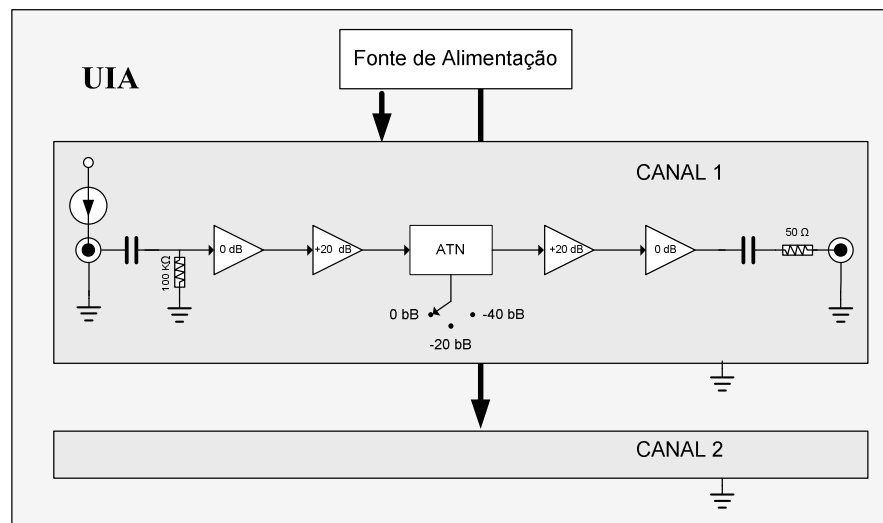 Fonte de Alimentação
UIA
CANAL 1
0 dB
+20 dB
ATN
+20 dB
0 dB
50 Ω
100 KΩ
0 bB
-40 bB
-20 bB
CANAL 2